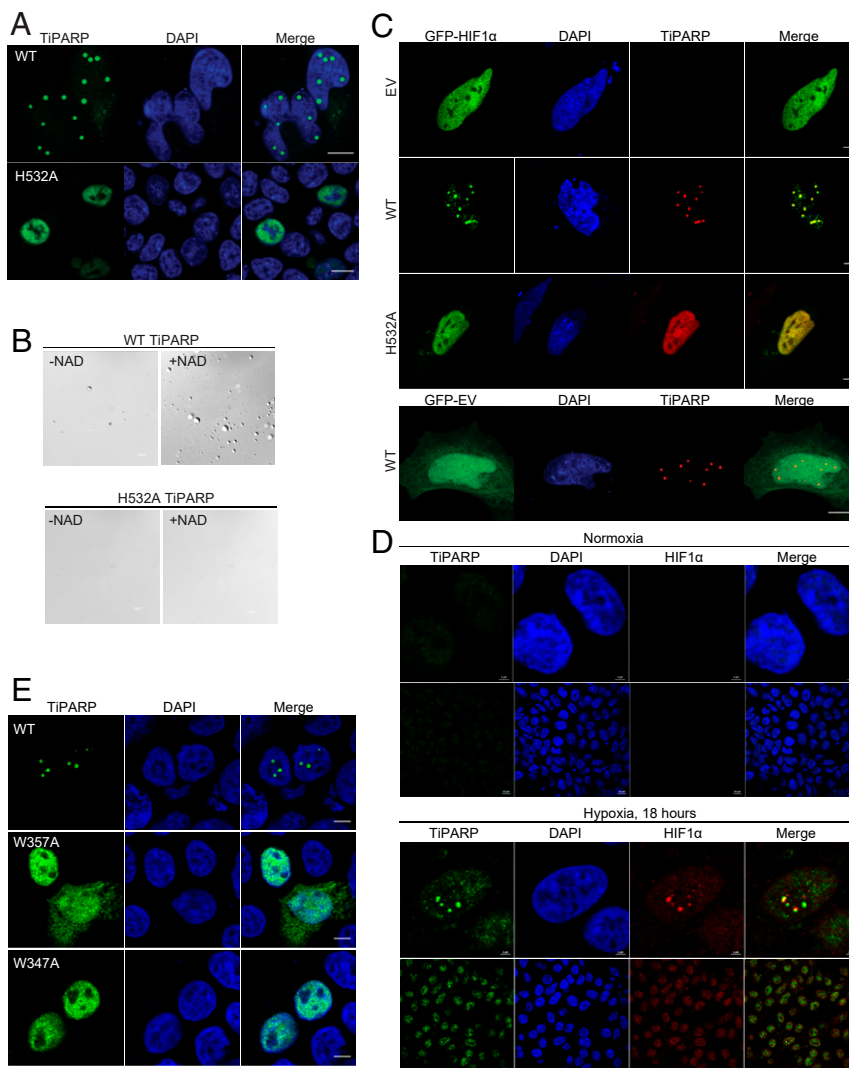 A
TiPARP DAPI Merge
WT
H532A
B
WT TiPARP
-NAD +NAD
H532A TiPARP
-NAD +NAD
C
GFP-HIF1α DAPI TiPARP Merge
EV
WT
H532A
GFP-EV DAPI TiPARP Merge
WT
D
Normoxia
TiPARP DAPI HIF1α Merge
Hypoxia, 18 hours
TiPARP DAPI HIF1α Merge
E
TiPARP DAPI Merge
WT
W357A
W347A